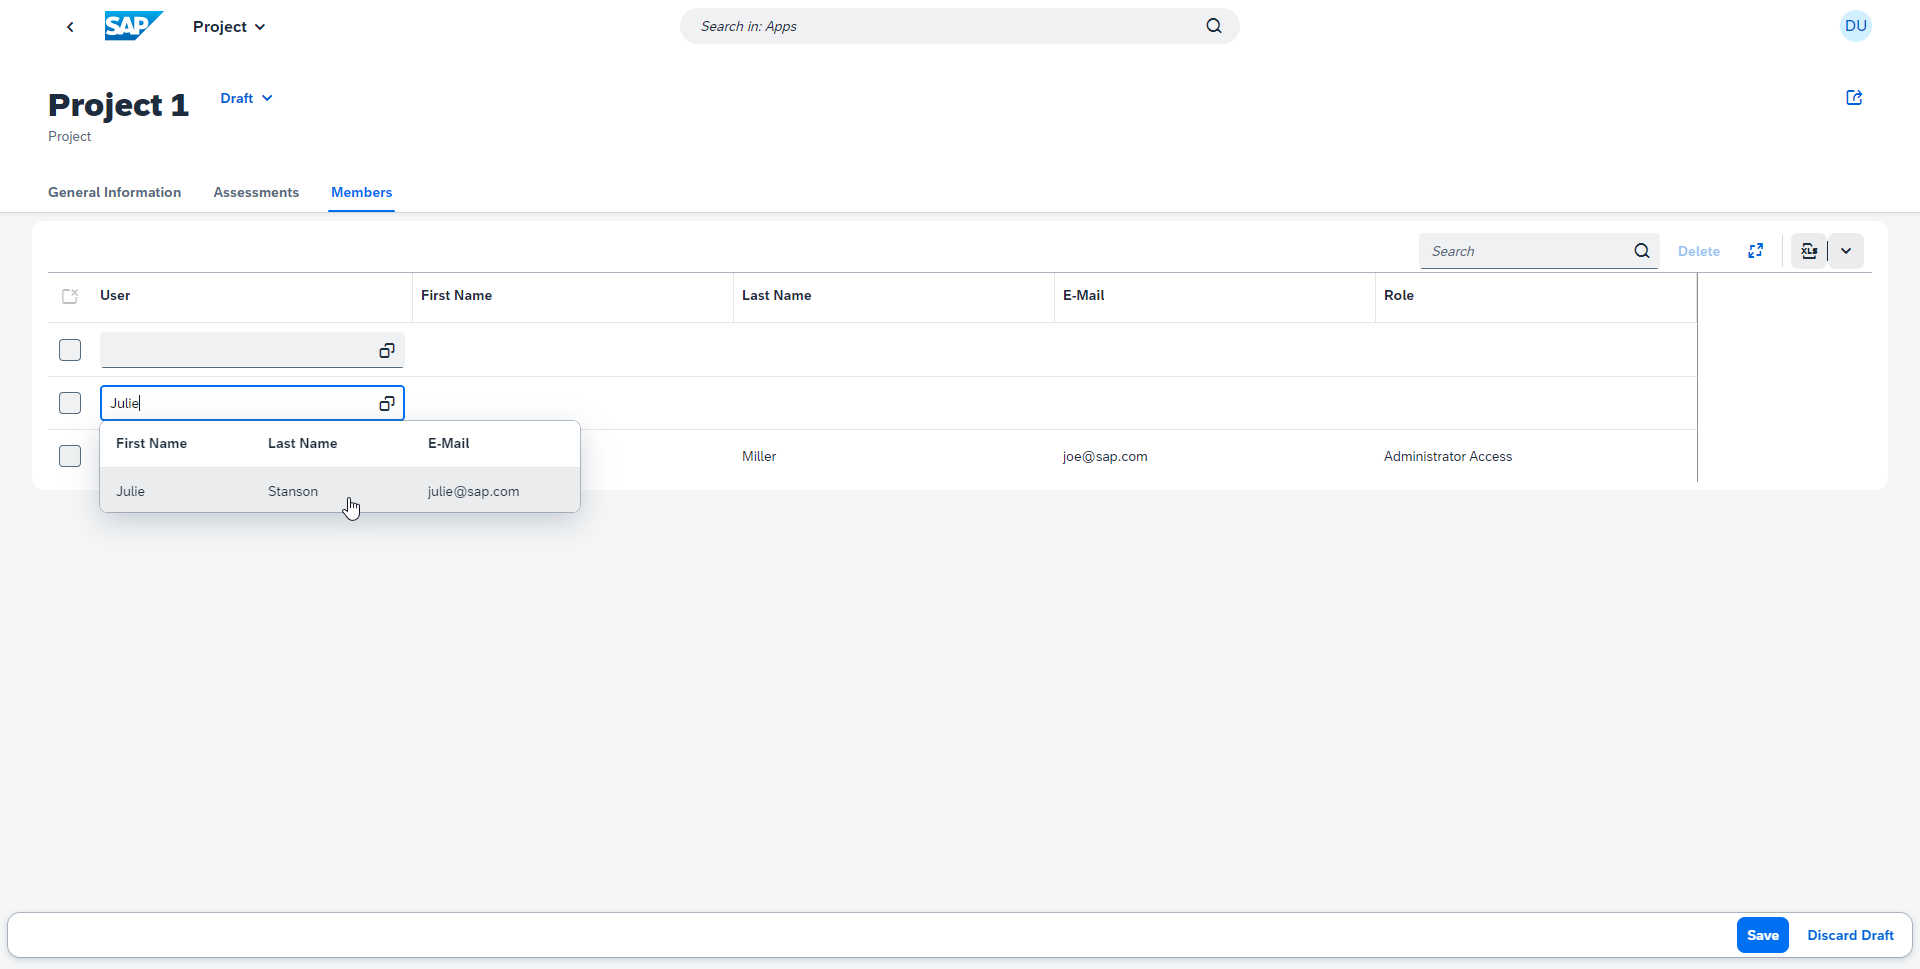 SAP Project Search in: Apps DU
Project 1 Draft
Project
General Information Assessments Members
Search Delete XLS
User First Name Last Name E-Mail Role
Julie
First Name Last Name E-Mail
Miller joe@sap.com Administrator Access
Julie Stanson julie@sap.com
Save Discard Draft